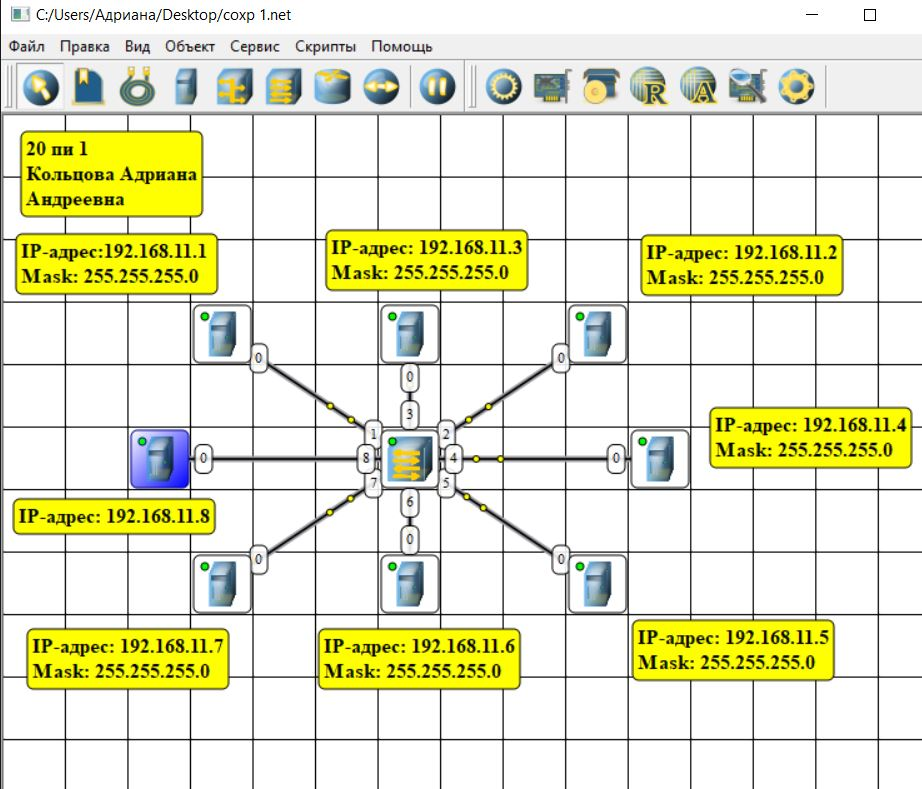 C:/Users/Адриана/Desktop/сохр 1.net
Файл Правка Вид Объект Сервис Скрипты Помощь
R A
20 пи 1
Кольцова Адриана
Андреевна
IP-адрес:192.168.11.1
Mask: 255.255.255.0
IP-адрес: 192.168.11.3
Mask: 255.255.255.0
IP-адрес: 192.168.11.2
Mask: 255.255.255.0
0
0
0
3
1
2
0
8
4
0
7
5
6
0
0
0
IP-адрес: 192.168.11.4
Mask: 255.255.255.0
IP-адрес: 192.168.11.8
IP-адрес: 192.168.11.7
Mask: 255.255.255.0
IP-адрес: 192.168.11.6
Mask: 255.255.255.0
IP-адрес: 192.168.11.5
Mask: 255.255.255.0